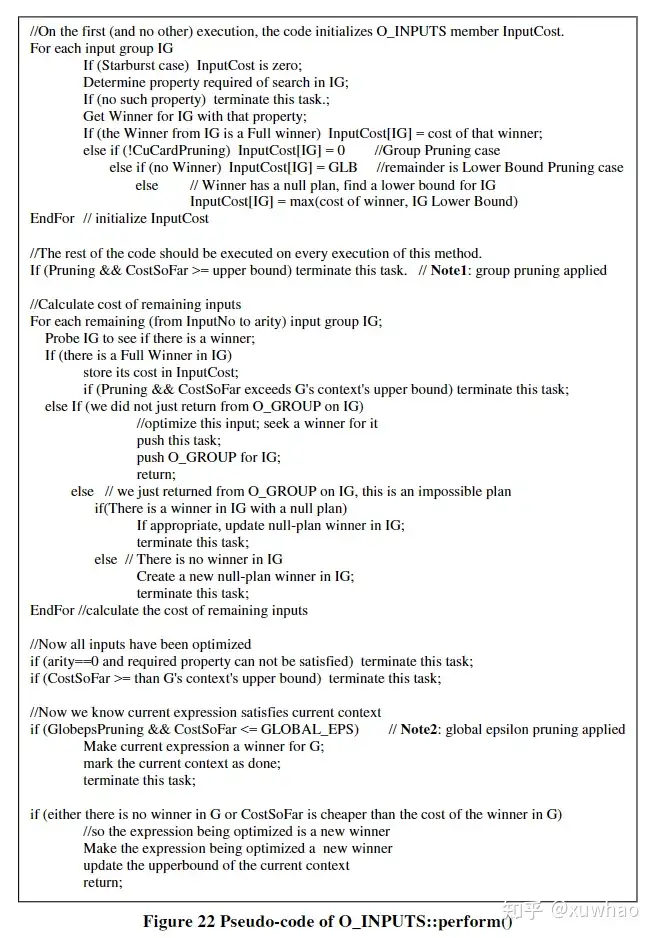 //On the first (and no other) execution, the code initializes O_INPUTS member InputCost.
For each input group IG
If (Starburst case) InputCost is zero;
Determine property required of search in IG;
If (no such property) terminate this task.;
Get Winner for IG with that property;
If (the Winner from IG is a Full winner) InputCost[IG] = cost of that winner;
else if (!CuCardPruning) InputCost[IG] = 0 //Group Pruning case
else if (no Winner) InputCost[IG] = GLB //remainder is Lower Bound Pruning case
else // Winner has a null plan, find a lower bound for IG
InputCost[IG] = max(cost of winner, IG Lower Bound)
EndFor // initialize InputCost
//The rest of the code should be executed on every execution of this method.
If (Pruning && CostSoFar >= upper bound) terminate this task. // Note1: group pruning applied
//Calculate cost of remaining inputs
For each remaining (from InputNo to arity) input group IG;
Probe IG to see if there is a winner;
If (there is a Full Winner in IG)
store its cost in InputCost;
if (Pruning && CostSoFar exceeds G's context's upper bound) terminate this task;
else If (we did not just return from O_GROUP on IG)
//optimize this input; seek a winner for it
push this task;
push O_GROUP for IG;
return;
else // we just returned from O_GROUP on IG, this is an impossible plan
if(There is a winner in IG with a null plan)
If appropriate, update null-plan winner in IG;
terminate this task;
else // There is no winner in IG
Create a new null-plan winner in IG;
terminate this task;
EndFor //calculate the cost of remaining inputs
//Now all inputs have been optimized
if (arity==0 and required property can not be satisfied) terminate this task;
if (CostSoFar >= than G's context's upper bound) terminate this task;
//Now we know current expression satisfies current context
if (GlobepsPruning && CostSoFar <= GLOBAL_EPS) // Note2: global epsilon pruning applied
Make current expression a winner for G;
mark the current context as done;
terminate this task;
if (either there is no winner in G or CostSoFar is cheaper than the cost of the winner in G)
//so the expression being optimized is a new winner
Make the expression being optimized a new winner
update the upperbound of the current context
return;
Figure 22 Pseudo-code of O_INPUTS::perform()
知乎 @xuwhao